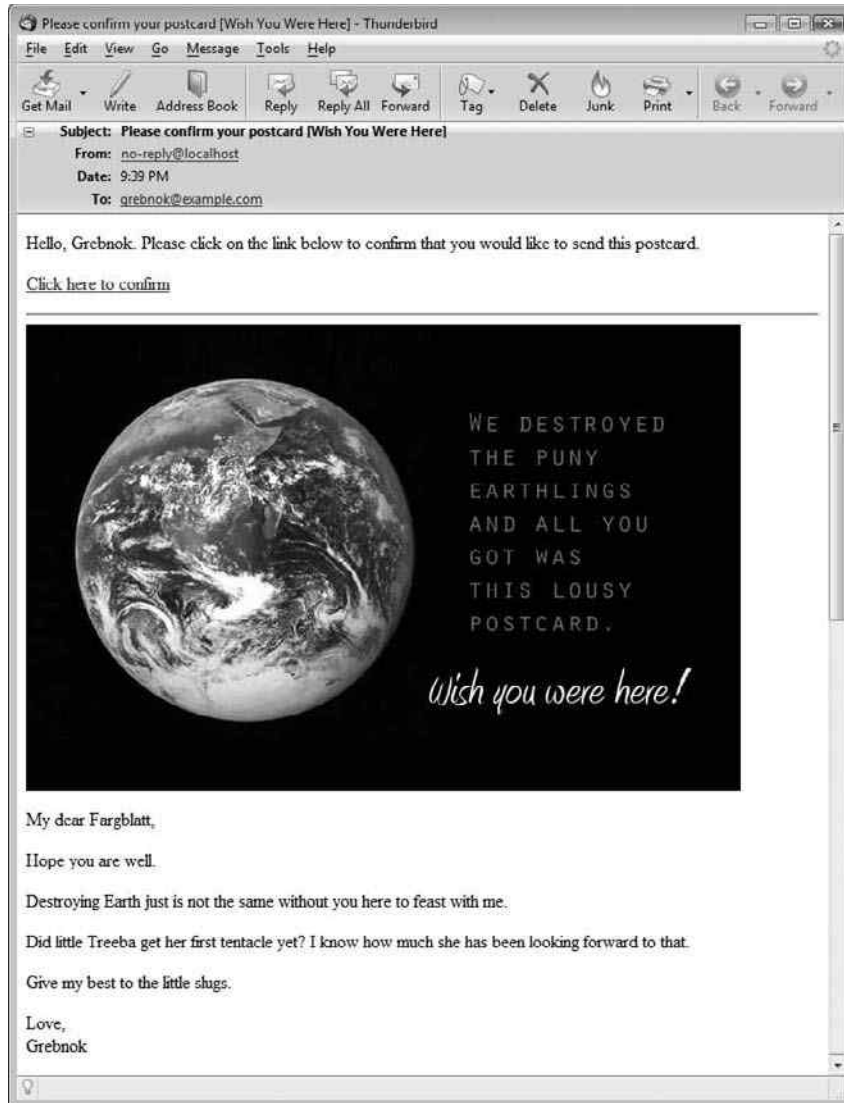 Please confirm your postcard [Wish You Were Here] - Thunderbird
File Edit View Go Message Tools Help
Get Mail Write Address Book Reply Reply All Forward Tag Delete Junk Print Back Forward
Subject: Please confirm your postcard [Wish You Were Here]
From: no-reply@localhost
Date: 9:39 PM
To: grebnok@example.com
Hello, Grebnok. Please click on the link below to confirm that you would like to send this postcard.
Click here to confirm
WE DESTROYED
THE PUNY
EARTHLINGS
AND ALL YOU
GOT WAS
THIS LOUSY
POSTCARD.
Wish you were here!
My dear Fargblatt,
Hope you are well.
Destroying Earth just is not the same without you here to feast with me.
Did little Treeba get her first tentacle yet? I know how much she has been looking forward to that.
Give my best to the little slugs.
Love,
Grebnok